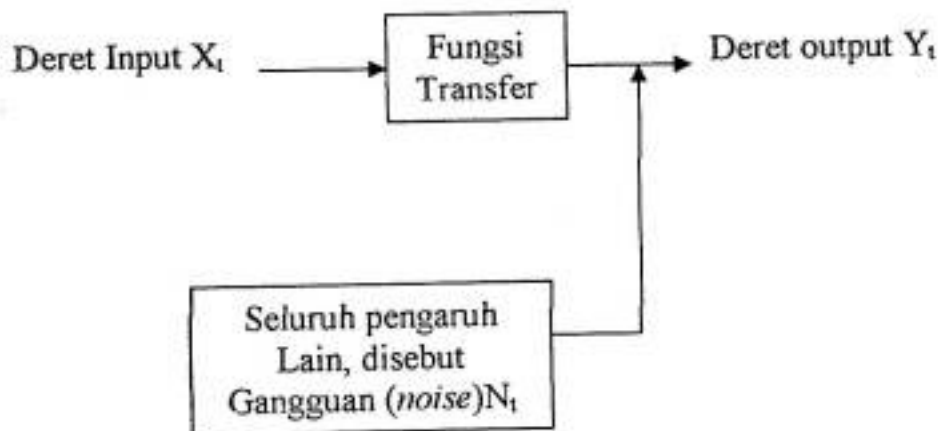 Deret Input Xₜ
Fungsi
Transfer
Deret output Yₜ
Seluruh pengaruh
Lain, disebut
Gangguan (noise)Nₜ